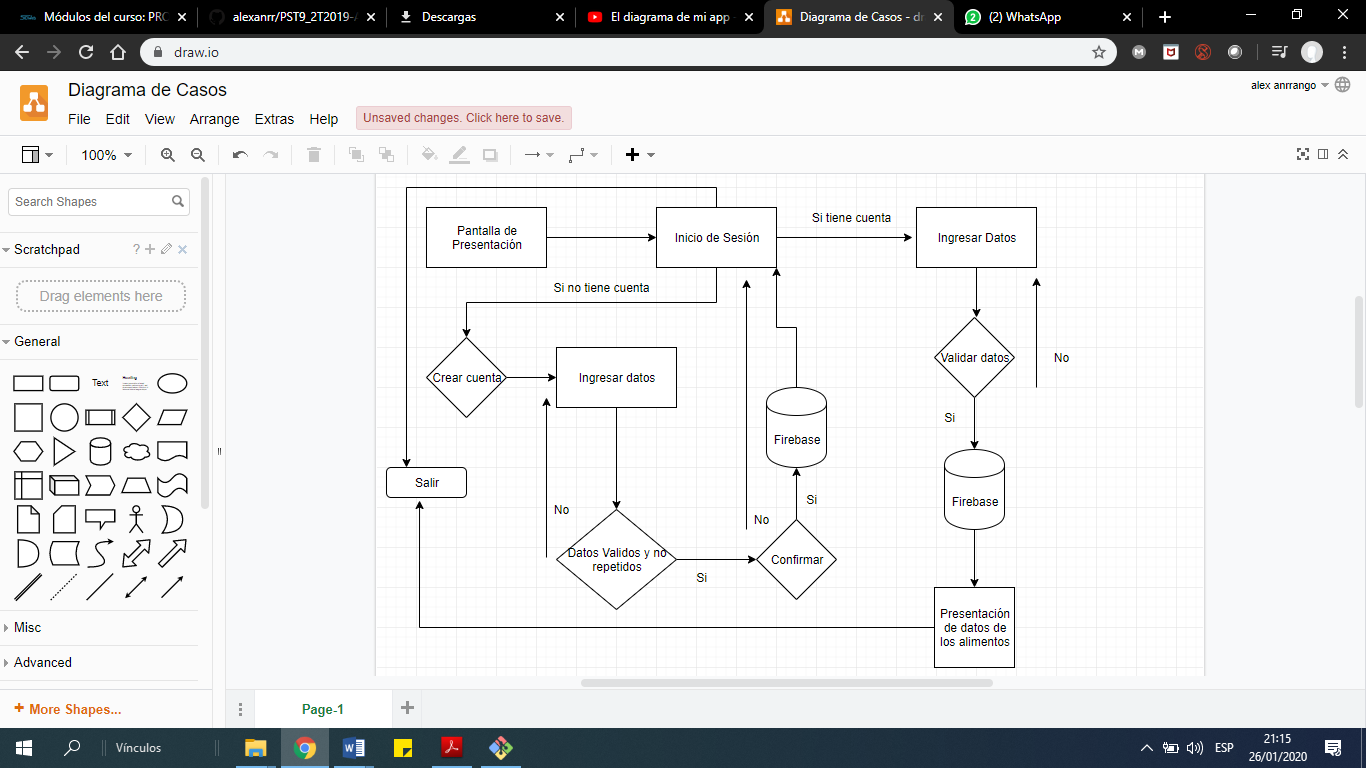 Módulos del curso: PRO
alexanrr/PST9_2T2019-A
Descargas
El diagrama de mi app
Diagrama de Casos - dr
(2) WhatsApp
draw.io
Diagrama de Casos
alex anrrango
File Edit View Arrange Extras Help
Unsaved changes. Click here to save.
100%
Search Shapes
Scratchpad
Drag elements here
General
Text
Heading
Misc
Advanced
More Shapes...
Pantalla de
Presentación
Inicio de Sesión
Si tiene cuenta
Ingresar Datos
Si no tiene cuenta
Crear cuenta
Ingresar datos
Validar datos
No
Si
Firebase
Firebase
Salir
No
Si
No
Datos Validos y no
repetidos
Si
Confirmar
Presentación
de datos de
los alimentos
Page-1
Vínculos
ESP
21:15
26/01/2020